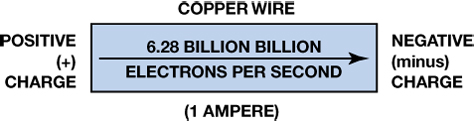 COPPER WIRE
POSITIVE
(+)
CHARGE
6.28 BILLION BILLION
ELECTRONS PER SECOND
NEGATIVE
(minus)
CHARGE
(1 AMPERE)